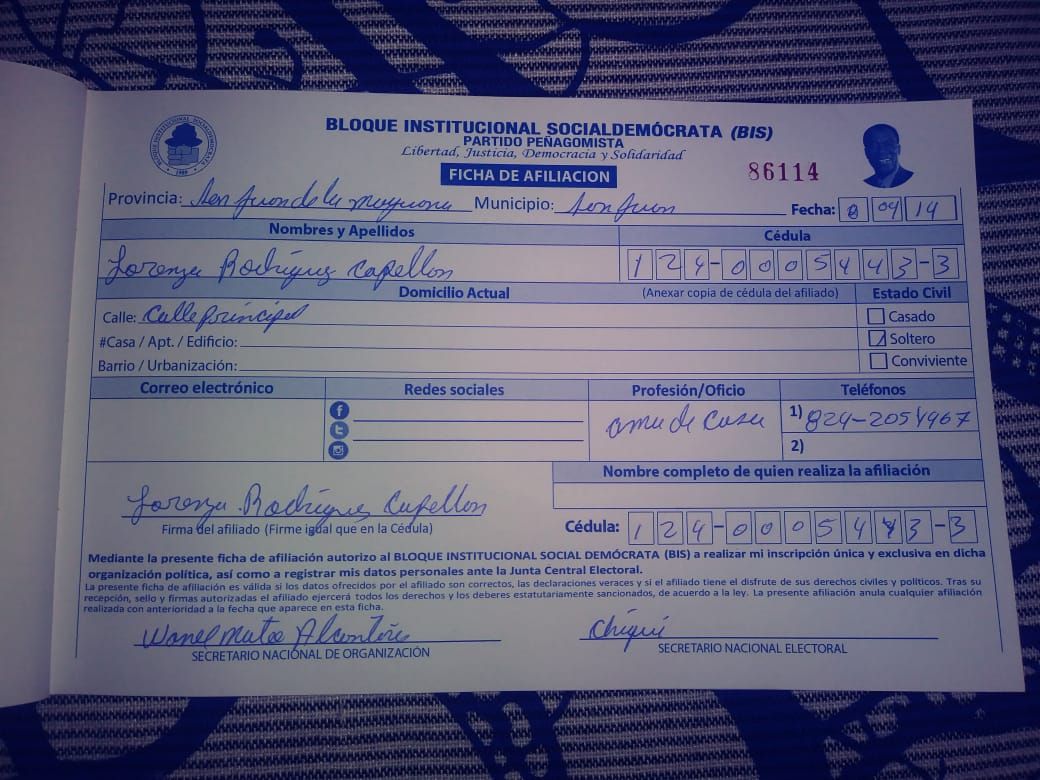 BLOQUE INSTITUCIONAL SOCIALDEMÓCRATA (BIS)
PARTIDO PEÑAGOMISTA
Libertad, Justicia, Democracia y Solidaridad
FICHA DE AFILIACION
86114
BLOQUE INSTITUCIONAL SOCIALDEMOCRATA
Provincia: San Juan de la maguana Municipio: San Juan Fecha: 8 09 19
Nombres y Apellidos Cédula
Lorenza Rodrigues Capellon 124-0005443-3
Domicilio Actual (Anexar copia de cédula del afiliado) Estado Civil
Calle: Calle principal Casado
#Casa / Apt. / Edificio: Soltero
Barrio / Urbanización: Conviviente
Correo electrónico Redes sociales Profesión/Oficio Teléfonos
ama de casa 1) 829-2054967
2)
Nombre completo de quien realiza la afiliación
Lorenza Rodrigues Capellon
Firma del afiliado (Firme igual que en la Cédula) Cédula: 124-0005443-3
Mediante la presente ficha de afiliación autorizo al BLOQUE INSTITUCIONAL SOCIAL DEMÓCRATA (BIS) a realizar mi inscripción única y exclusiva en dicha
organización política, así como a registrar mis datos personales ante la Junta Central Electoral.
La presente ficha de afiliación es válida si los datos ofrecidos por el afiliado son correctos, las declaraciones veraces y si el afiliado tiene el disfrute de sus derechos civiles y políticos. Tras su
recepción, sello y firmas autorizadas el afiliado ejercerá todos los derechos y los deberes estatutariamente sancionados, de acuerdo a la ley. La presente afiliación anula cualquier afiliación
realizada con anterioridad a la fecha que aparece en esta ficha.
Wanel Mateo
SECRETARIO NACIONAL DE ORGANIZACIÓN SECRETARIO NACIONAL ELECTORAL